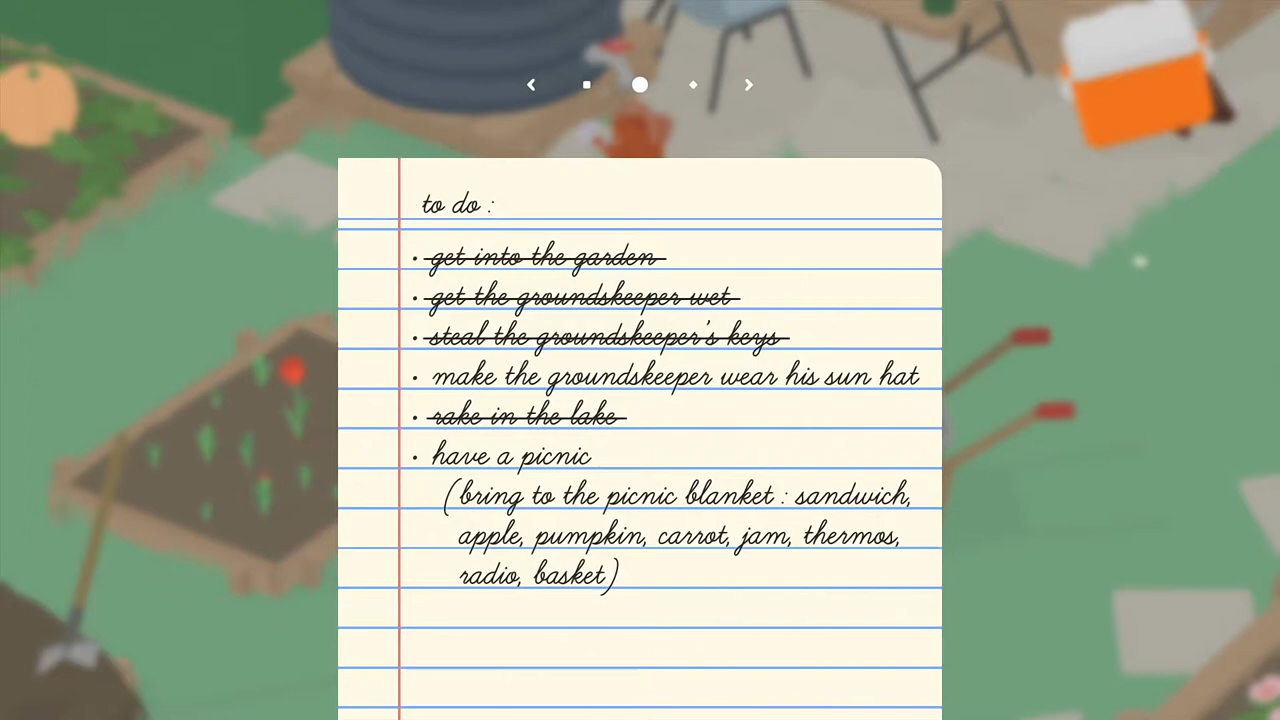 to do :
• get into the garden
• get the groundskeeper wet
• steal the groundskeeper's keys
• make the groundskeeper wear his sun hat
• rake in the lake
• have a picnic
(bring to the picnic blanket : sandwich,
apple, pumpkin, carrot, jam, thermos,
radio, basket)